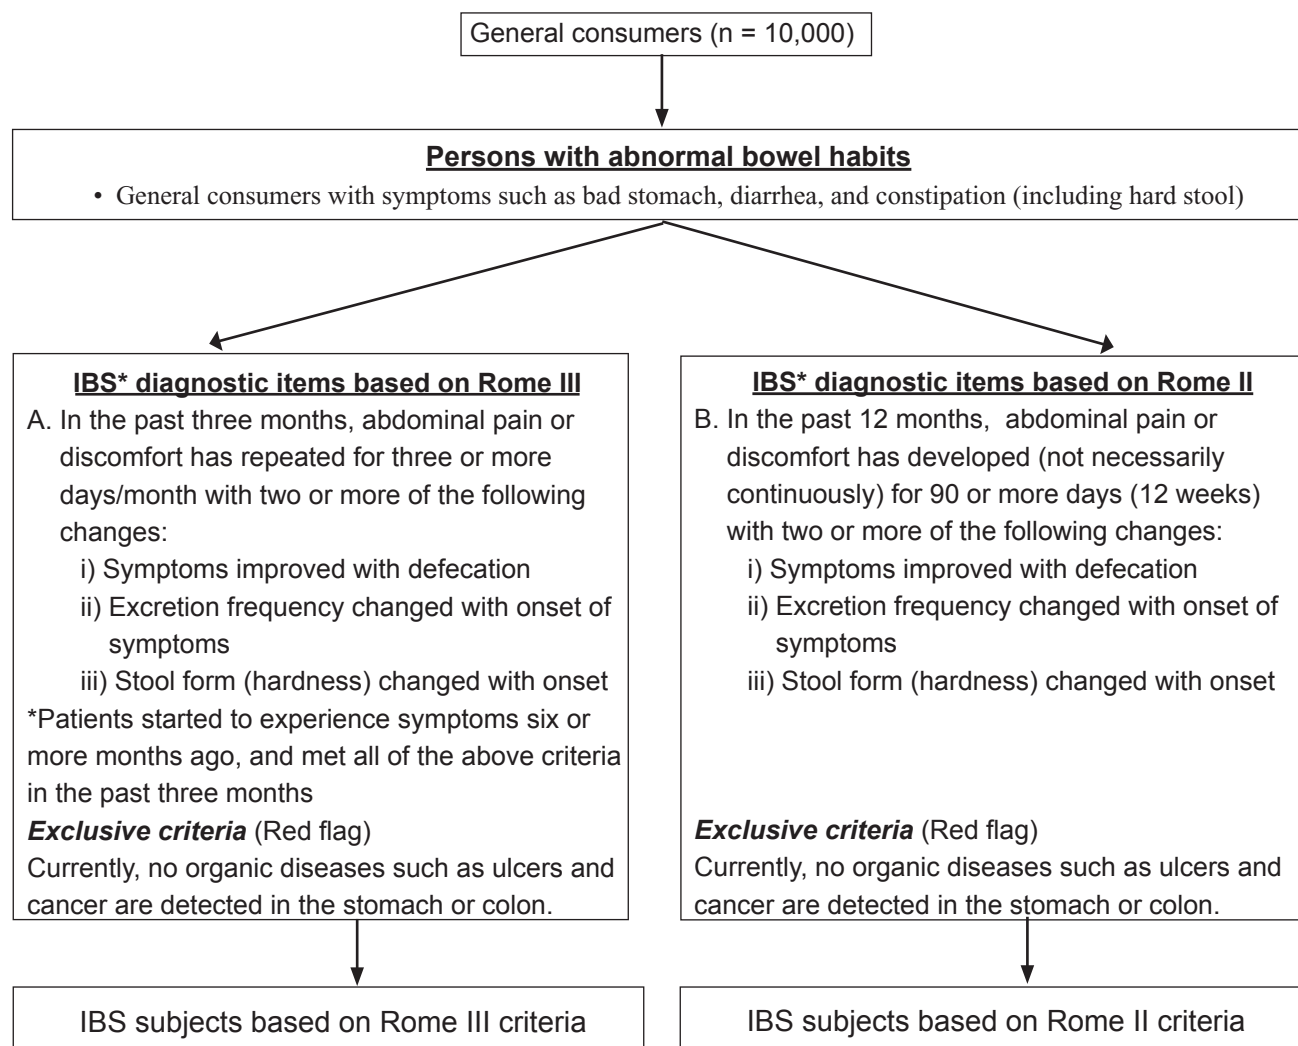 General consumers (n = 10,000)
Persons with abnormal bowel habits
• General consumers with symptoms such as bad stomach, diarrhea, and constipation (including hard stool)
IBS* diagnostic items based on Rome III
A. In the past three months, abdominal pain or
discomfort has repeated for three or more
days/month with two or more of the following
changes:
i) Symptoms improved with defecation
ii) Excretion frequency changed with onset of
symptoms
iii) Stool form (hardness) changed with onset
*Patients started to experience symptoms six or
more months ago, and met all of the above criteria
in the past three months
Exclusive criteria (Red flag)
Currently, no organic diseases such as ulcers and
cancer are detected in the stomach or colon.
IBS* diagnostic items based on Rome II
B. In the past 12 months, abdominal pain or
discomfort has developed (not necessarily
continuously) for 90 or more days (12 weeks)
with two or more of the following changes:
i) Symptoms improved with defecation
ii) Excretion frequency changed with onset of
symptoms
iii) Stool form (hardness) changed with onset
Exclusive criteria (Red flag)
Currently, no organic diseases such as ulcers and
cancer are detected in the stomach or colon.
IBS subjects based on Rome III criteria
IBS subjects based on Rome II criteria